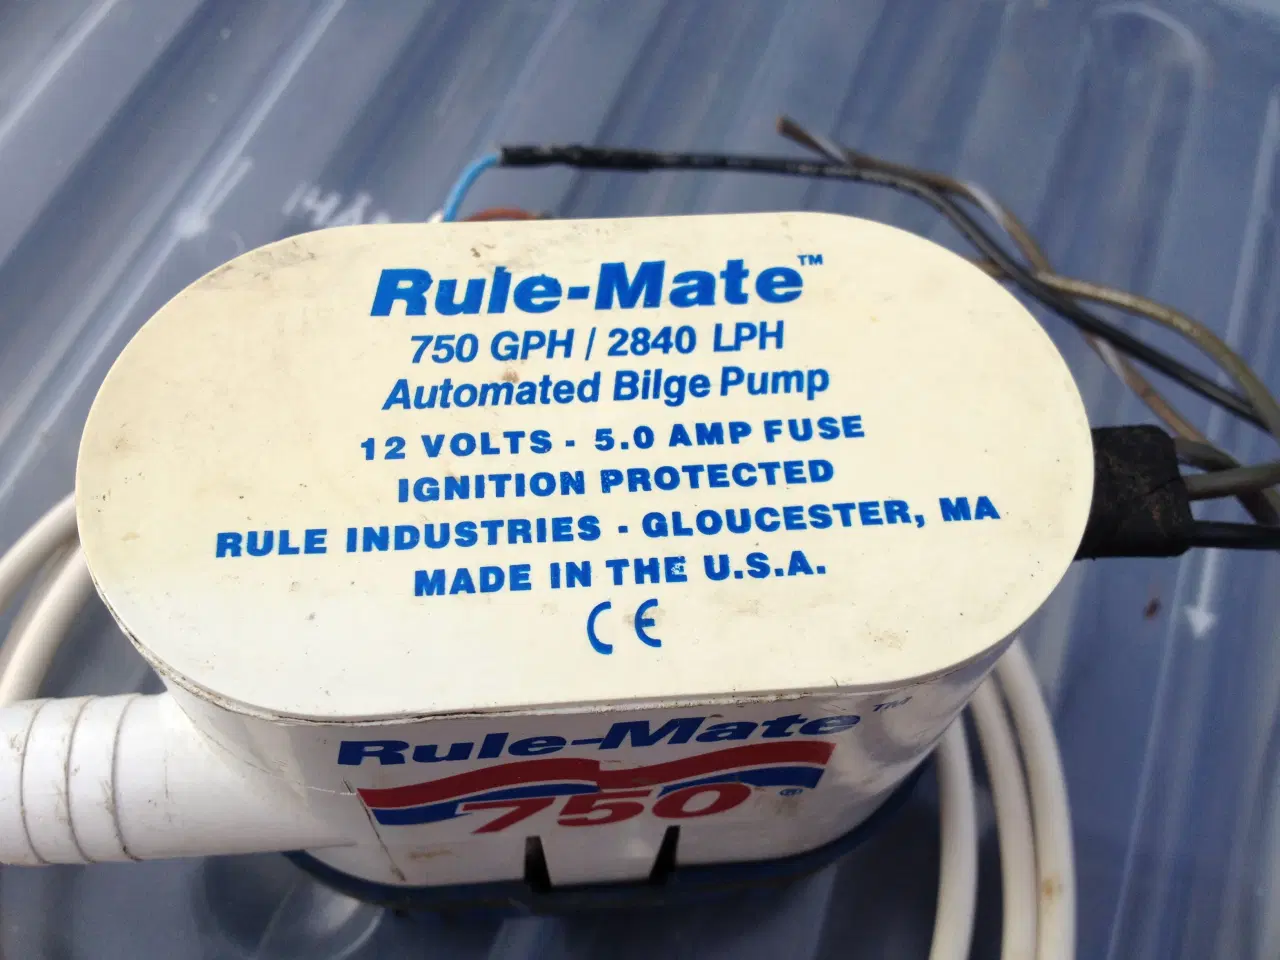 Rule-Mate™
750 GPH / 2840 LPH
Automated Bilge Pump
12 VOLTS - 5.0 AMP FUSE
IGNITION PROTECTED
RULE INDUSTRIES - GLOUCESTER, MA
MADE IN THE U.S.A.
CE
Rule-Mate™
750®